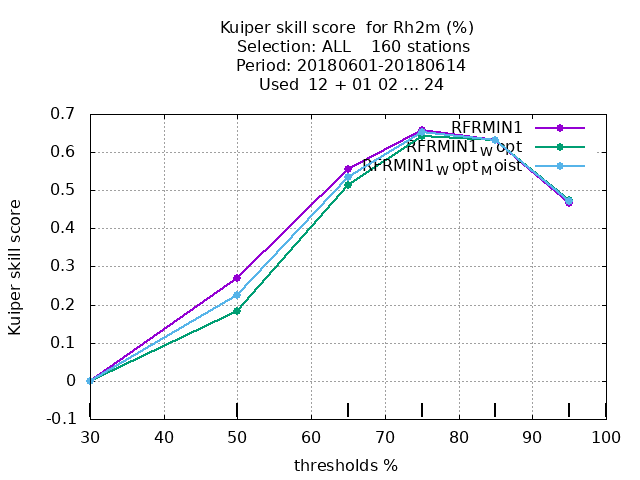 Kuiper skill score  for Rh2m (%)
Selection: ALL    160 stations
Period: 20180601-20180614
Used  12 + 01 02 ... 24
0.7
0.6
0.5
0.4
0.3
0.2
0.1
0
-0.1
Kuiper skill score
RFRMIN1
RFRMIN1Wopt
RFRMIN1WoptMoist
30 40 50 60 70 80 90 100
thresholds %